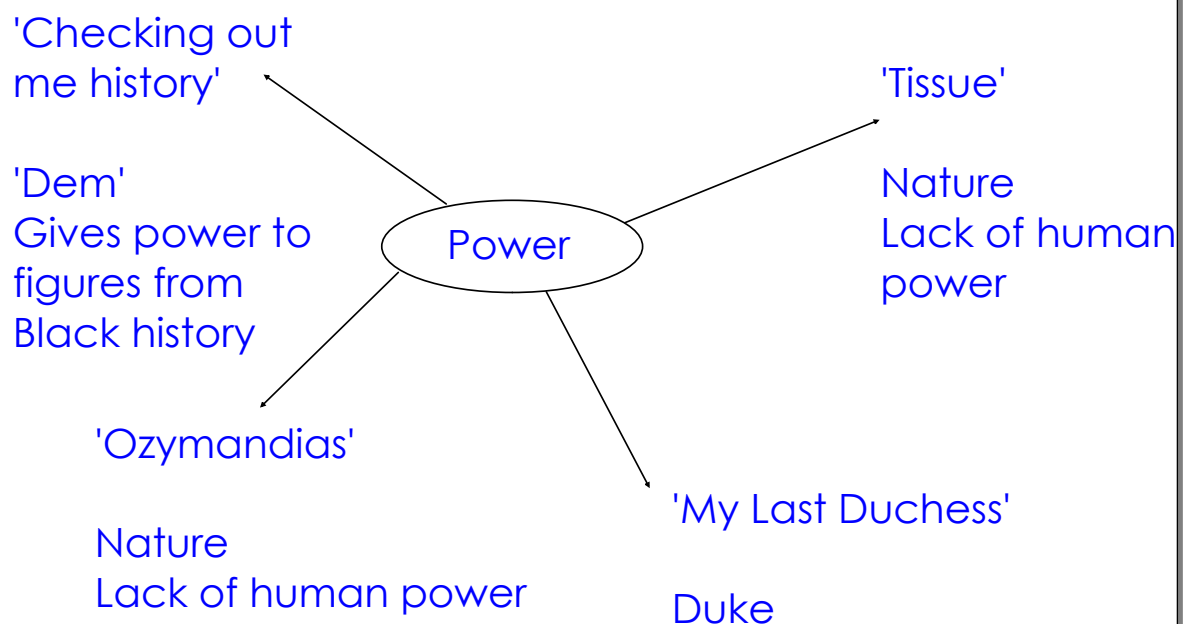 'Checking out
me history'
'Dem'
Gives power to
figures from
Black history
'Tissue'
Nature
Lack of human
power
Power
'Ozymandias'
Nature
Lack of human power
'My Last Duchess'
Duke